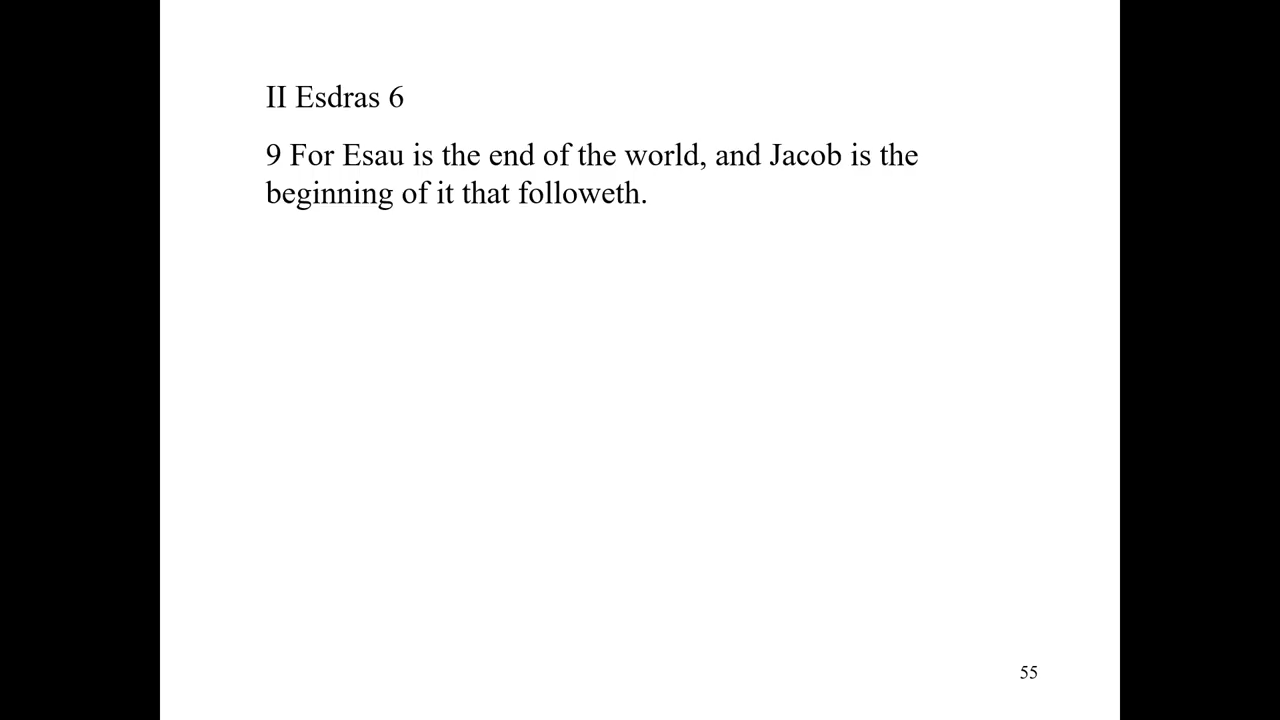 II Esdras 6
9 For Esau is the end of the world, and Jacob is the
beginning of it that followeth.
55